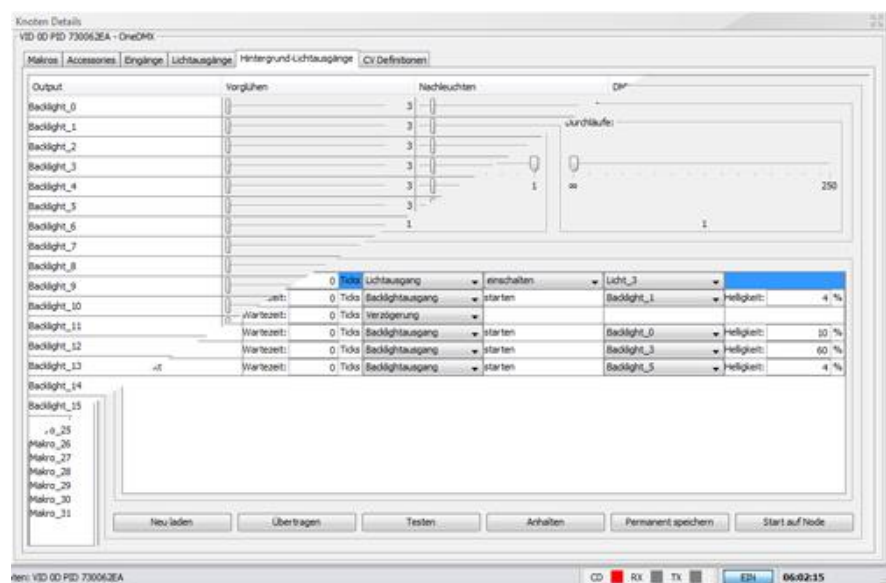 Knoten Details
VID 0D PID 730062EA - OneDMX
Makros Accessories Eingänge Lichtausgänge Hintergrund-Lichtausgänge CV Definitionen
Output Vorglühen Nachleuchten
Backlight_0 3
Backlight_1 3 Durchläufe:
Backlight_2 3
Backlight_3 3
Backlight_4 3 1 ∞ 250
Backlight_5 3
Backlight_6 1 1
Backlight_7
Backlight_8
Backlight_9 0 Ticks Lichtausgang einschalten Licht_3
Backlight_10 0 Ticks Backlightausgang starten Backlight_1 Helligkeit: 4 %
Wartezeit: 0 Ticks Verzögerung
Backlight_11 Wartezeit: 0 Ticks Backlightausgang starten Backlight_0 Helligkeit: 10 %
Backlight_12 Wartezeit: 0 Ticks Backlightausgang starten Backlight_3 Helligkeit: 60 %
Backlight_13 Wartezeit: 0 Ticks Backlightausgang starten Backlight_5 Helligkeit: 4 %
Backlight_14
Backlight_15
_25
Makro_26
Makro_27
Makro_28
Makro_29
Makro_30
Makro_31
Neu laden Übertragen Testen Anhalten Permanent speichern Start auf Node
VID 0D PID 730062EA CD RX TX EIN 06:02:15